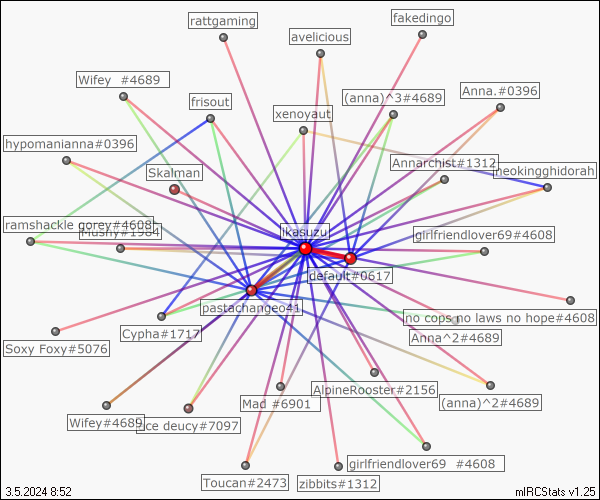 rattgaming
fakedingo
avelicious
Wifey  #4689
Anna.#0396
frisout
(anna)^3#4689
xenoyaut
hypomanianna#0396
Annarchist#1312
neokingghidorah
Skalman
ramshackle gorey#4608
Mushy#1984
ikasuzu
girlfriendlover69#4608
default#0617
pastachangeo41
no cops no laws no hope#4608
Cypha#1717
Anna^2#4689
Soxy Foxy#5076
AlpineRooster#2156
Mad #6901
(anna)^2#4689
Wifey#4689
deucy#7097
girlfriendlover69  #4608
Toucan#2473
zibbits#1312
3.5.2024 8:52
mIRCStats v1.25